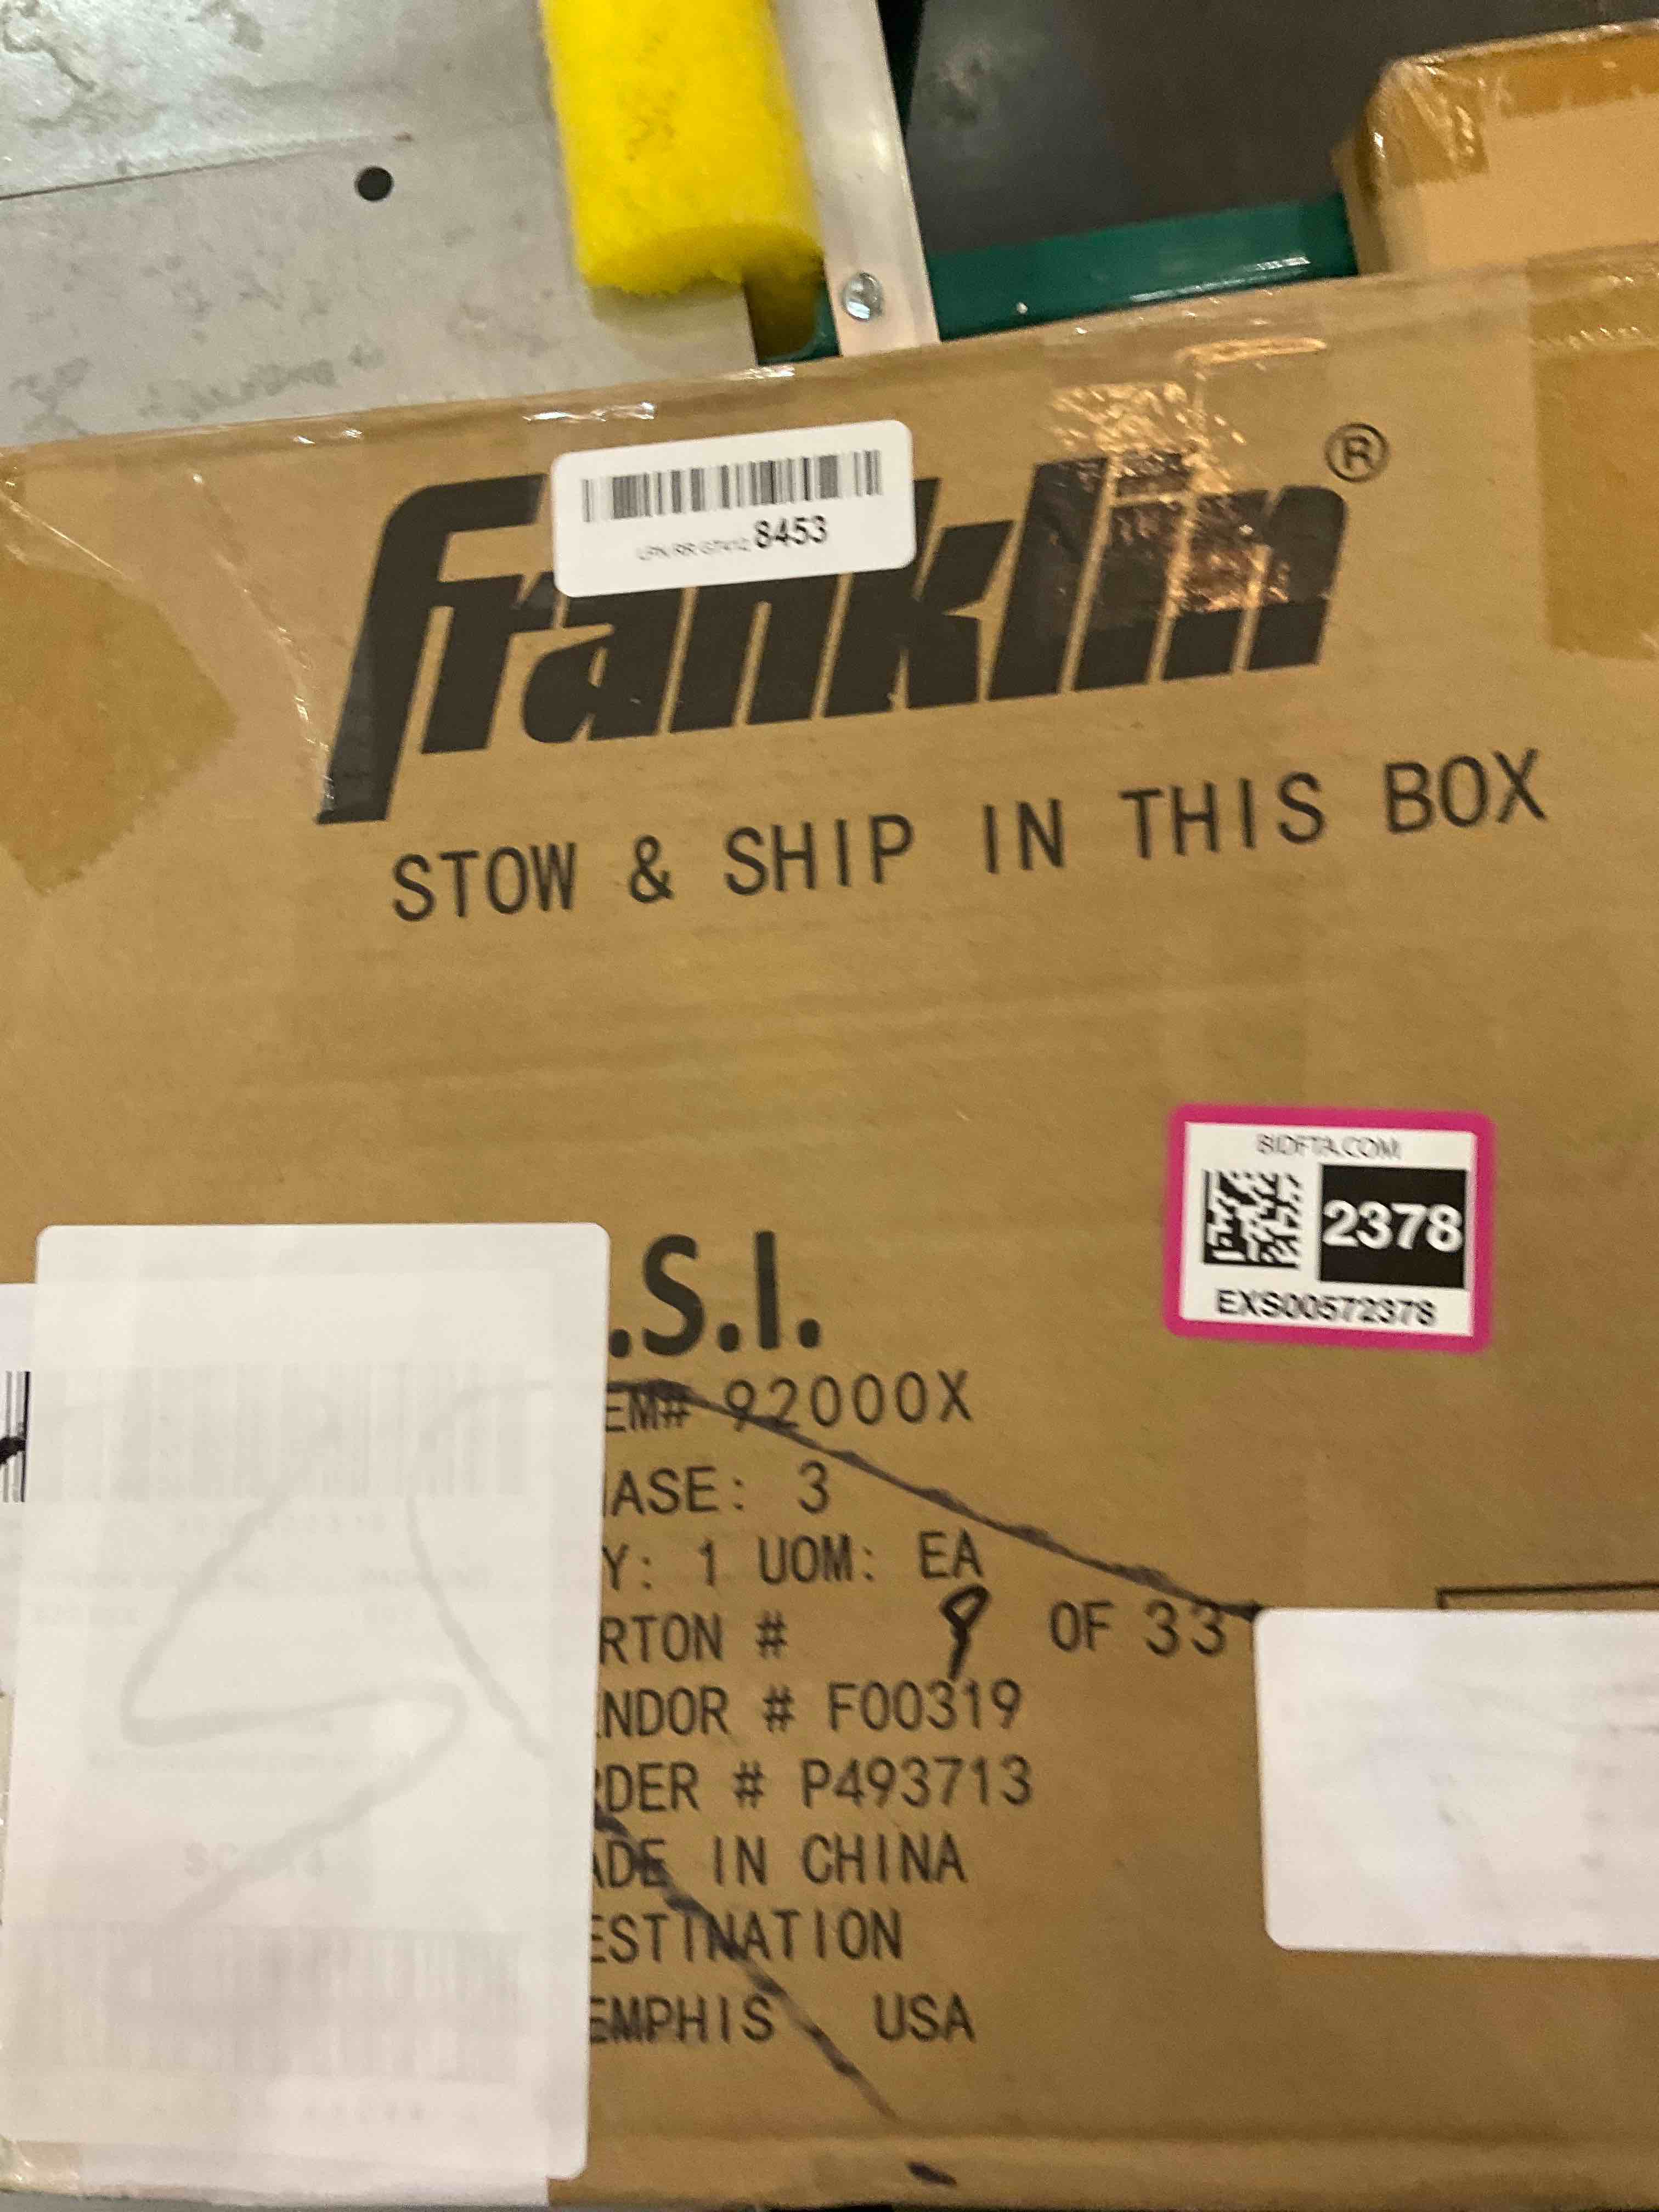 Franklin®
8453
STOW & SHIP IN THIS BOX
BIDFTA.COM
2378
EXS00572378
.S.I.
EM# 92000X
ASE: 3
Y: 1 UOM: EA
RTON # 9 OF 33
NDOR # F00319
DER # P493713
ADE IN CHINA
ESTINATION
EMPHIS USA